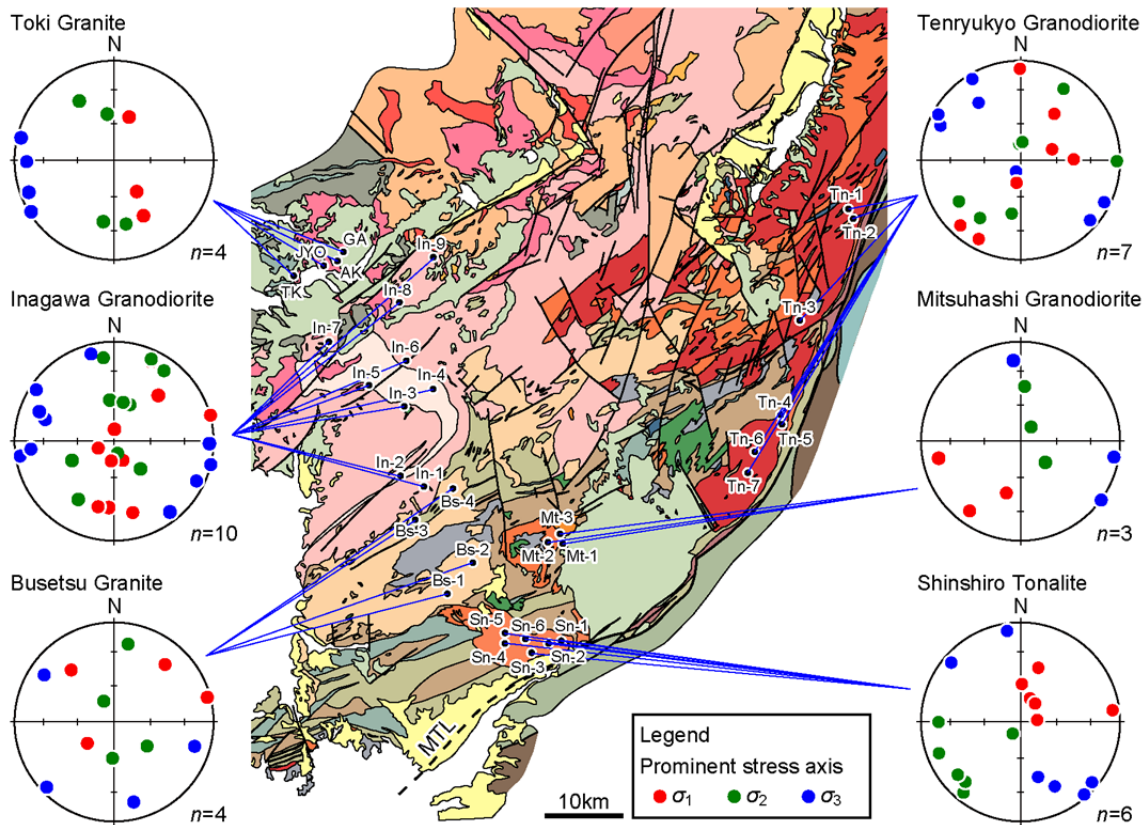 Toki Granite
N
n=4
Inagawa Granodiorite
N
n=10
Busetsu Granite
N
n=4
GA
JYO
AK
TK
In-9
In-8
In-7
In-6
In-5
In-4
In-3
In-2
In-1
Bs-4
Bs-3
Bs-2
Bs-1
Mt-3
Mt-2
Mt-1
Sn-5
Sn-6
Sn-1
Sn-4
Sn-3
Sn-2
Tn-1
Tn-2
Tn-3
Tn-4
Tn-5
Tn-6
Tn-7
MTL
10km
Legend
Prominent stress axis
σ1 σ2 σ3
Tenryukyo Granodiorite
N
n=7
Mitsuhashi Granodiorite
N
n=3
Shinshiro Tonalite
N
n=6